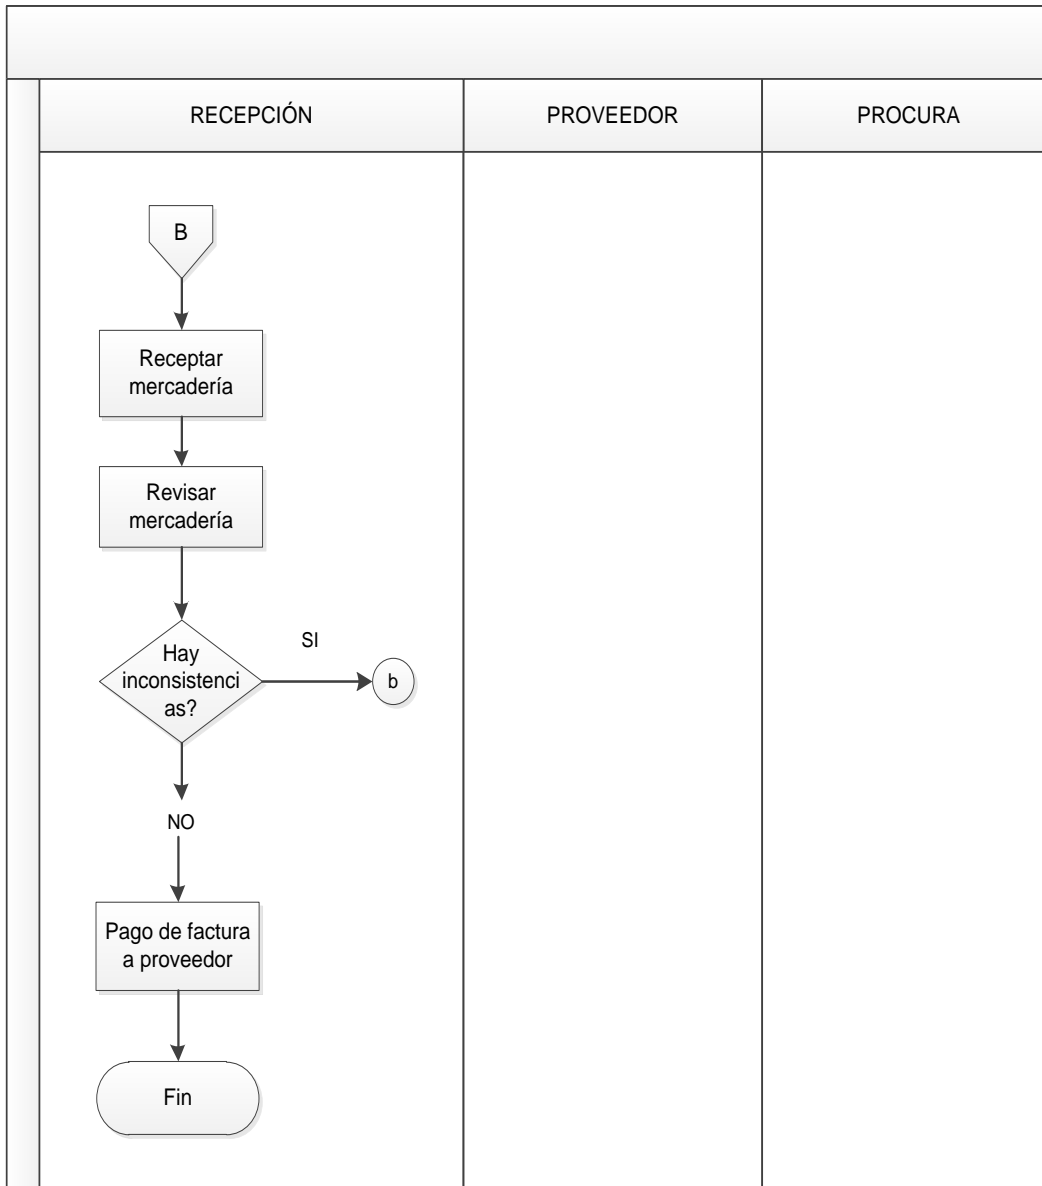 RECEPCIÓN
PROVEEDOR
PROCURA
B
Receptar
mercadería
Revisar
mercadería
Hay
inconsistenci
as?
SI
b
NO
Pago de factura
a proveedor
Fin